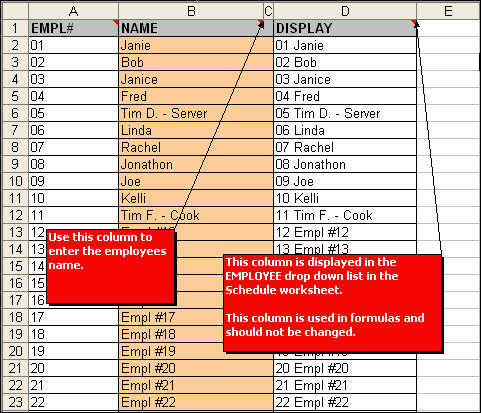 A B C D E
1 EMPL# NAME DISPLAY
2 01 Janie 01 Janie
3 02 Bob 02 Bob
4 03 Janice 03 Janice
5 04 Fred 04 Fred
6 05 Tim D. - Server 05 Tim D. - Server
7 06 Linda 06 Linda
8 07 Rachel 07 Rachel
9 08 Jonathon 08 Jonathon
10 09 Joe 09 Joe
11 10 Kelli 10 Kelli
12 11 Tim F. - Cook 11 Tim F. - Cook
13 12 12 Empl #12
14 13 13 Empl #13
15 14
16 15
17 16
18 17 Empl #17
19 18 Empl #18
20 19 Empl #19
21 20 Empl #20 20 Empl #20
22 21 Empl #21 21 Empl #21
23 22 Empl #22 22 Empl #22
Use this column to
enter the employees
name.
This column is displayed in the
EMPLOYEE drop down list in the
Schedule worksheet.
This column is used in formulas and
should not be changed.